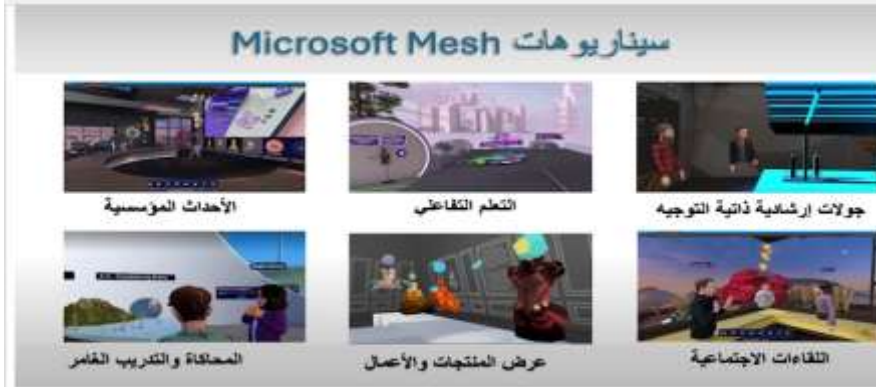 سيناريوهات Microsoft Mesh
جولات إرشادية ذاتية التوجيه
التعلم التفاعلي
الأحداث المؤسسية
اللقاءات الاجتماعية
عرض المنتجات والأعمال
المحاكاة والتدريب الغامر